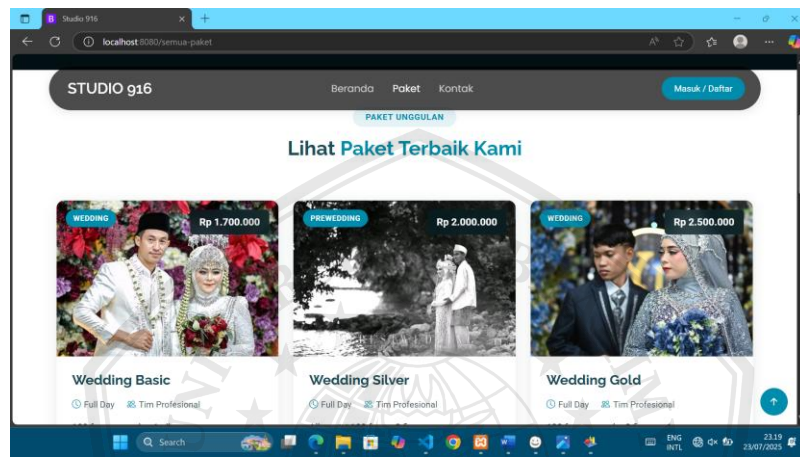 Studio 916
localhost:8080/semua-paket
STUDIO 916
Beranda Paket Kontak
Masuk / Daftar
PAKET UNGGULAN
Lihat Paket Terbaik Kami
WEDDING
Rp 1.700.000
PREWEDDING
Rp 2.000.000
WEDDING
Rp 2.500.000
Wedding Basic
Wedding Silver
Wedding Gold
Full Day Tim Profesional
Full Day Tim Profesional
Full Day Tim Profesional
Search
ENG
INTL
23.19
23/07/2025